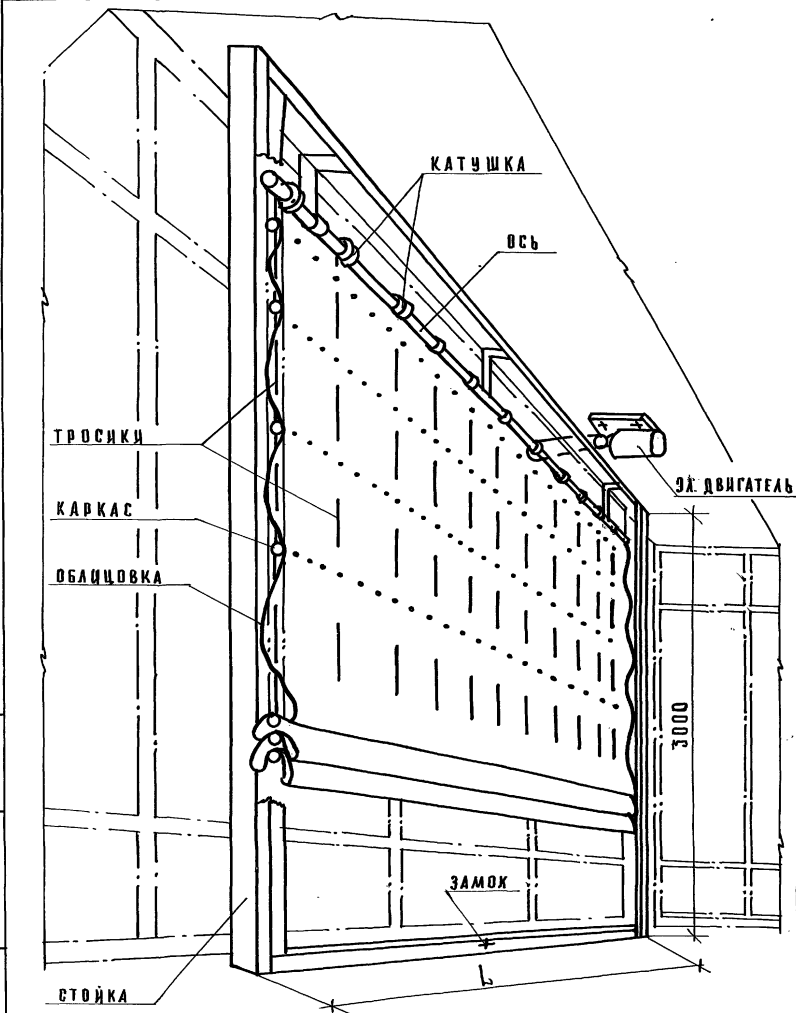 КАТУШКА
ОСЬ
ТРОСИКИ
ЭЛ. ДВИГАТЕЛЬ
КАРКАС
ОБЛИЦОВКА
3000
ЗАМОК
L
СТОЙКА